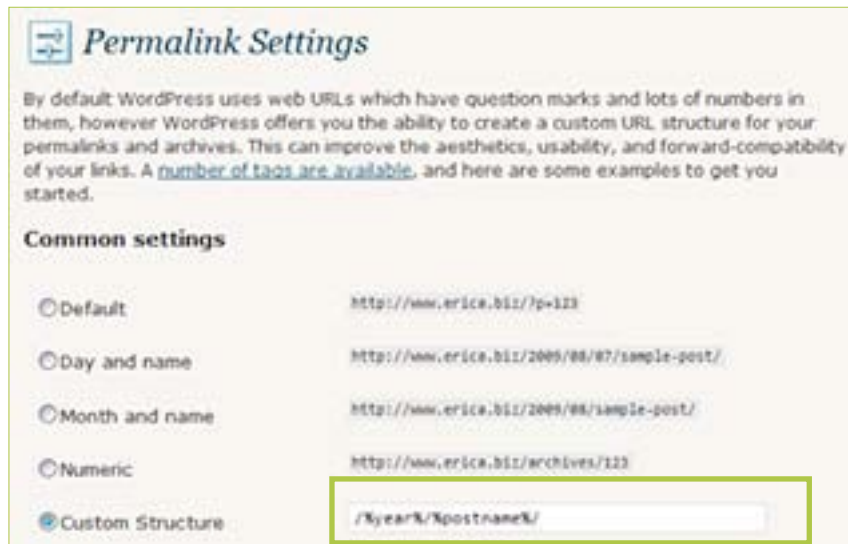 Permalink Settings
By default WordPress uses web URLs which have question marks and lots of numbers in
them, however WordPress offers you the ability to create a custom URL structure for your
permalinks and archives. This can improve the aesthetics, usability, and forward-compatibility
of your links. A number of tags are available, and here are some examples to get you
started.
Common settings
Default http://www.erica.biz/?p=123
Day and name http://www.erica.biz/2009/08/07/sample-post/
Month and name http://www.erica.biz/2009/08/sample-post/
Numeric http://www.erica.biz/archives/123
Custom Structure /%year%/%postname%/